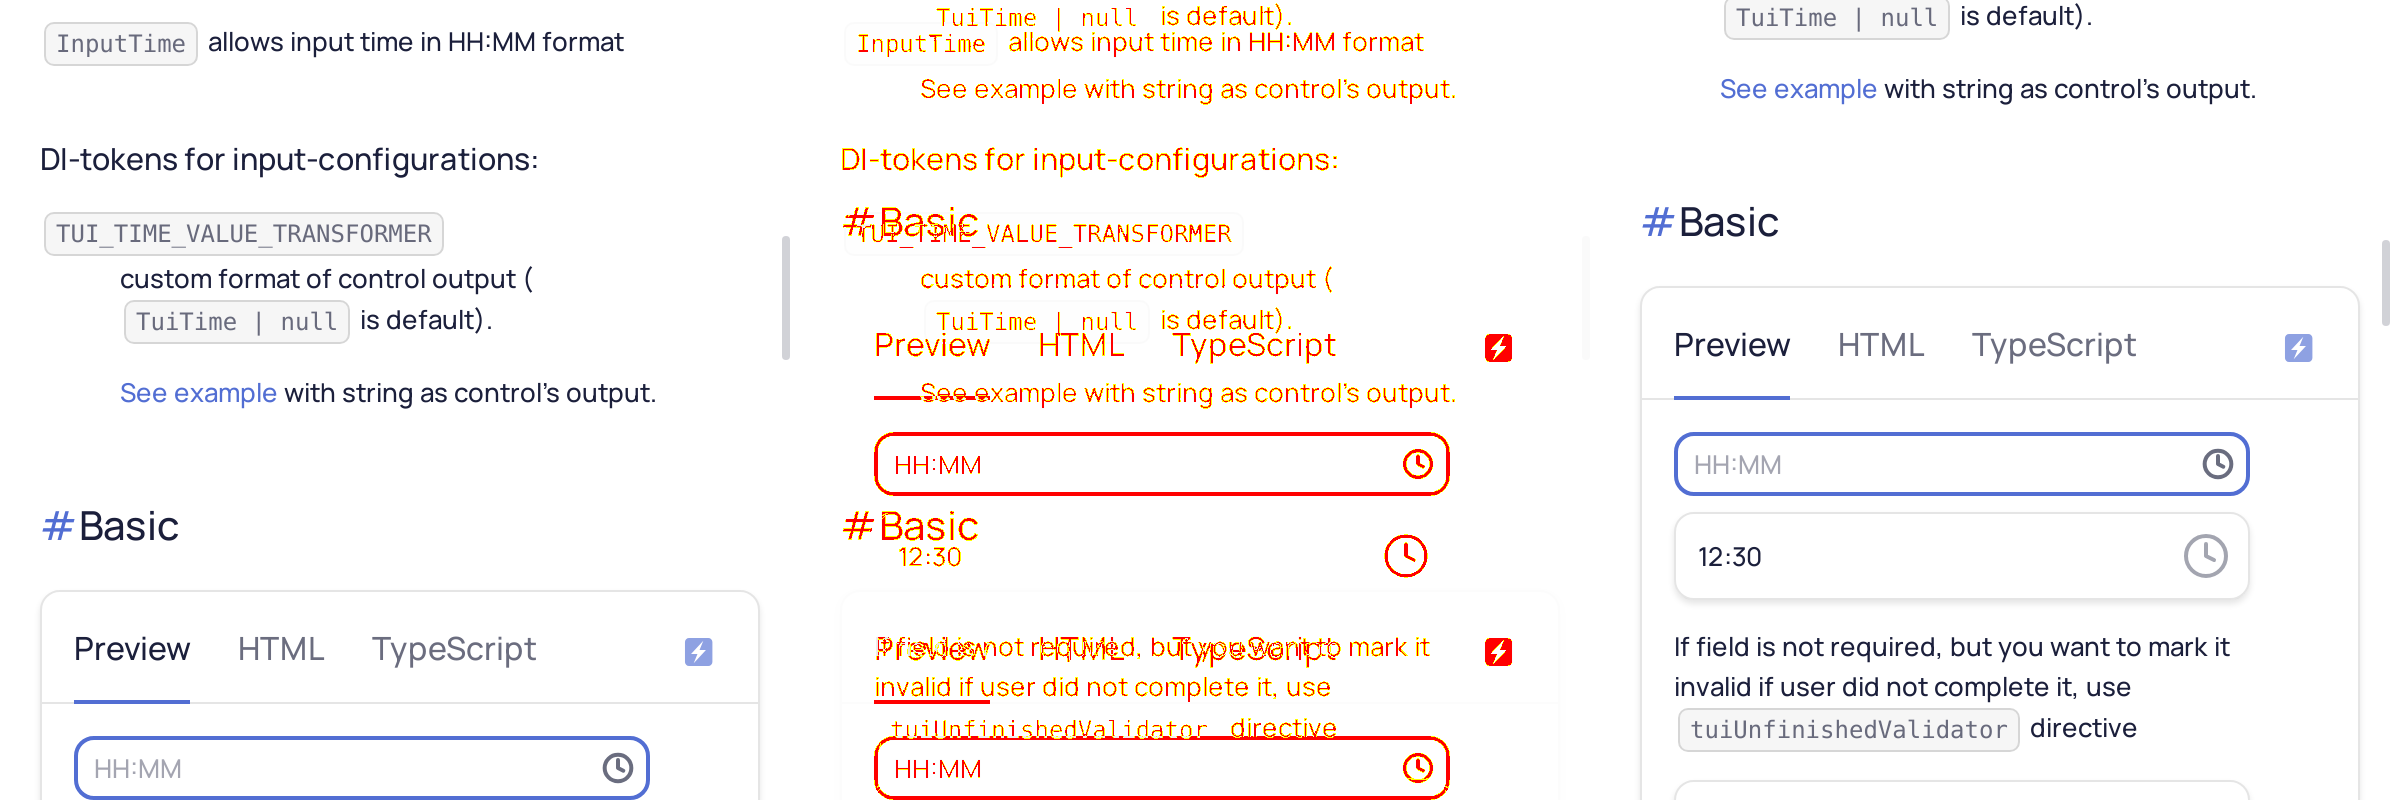 InputTime allows input time in HH:MM format
DI-tokens for input-configurations:
TUI_TIME_VALUE_TRANSFORMER
custom format of control output (
TuiTime | null is default).
See example with string as control's output.
#Basic
Preview HTML TypeScript
HH:MM
TuiTime | null is default).
InputTime allows input time in HH:MM format
See example with string as control's output.
DI-tokens for input-configurations:
#Basic
TUI_TIME_VALUE_TRANSFORMER
custom format of control output (
TuiTime | null is default).
Preview HTML TypeScript
See example with string as control's output.
HH:MM
#Basic
12:30
If field is not required, but you want to mark it
Preview HTML TypeScript
invalid if user did not complete it, use
tuiUnfinishedValidator directive
HH:MM
TuiTime | null is default).
See example with string as control's output.
#Basic
Preview HTML TypeScript
HH:MM
12:30
If field is not required, but you want to mark it
invalid if user did not complete it, use
tuiUnfinishedValidator directive